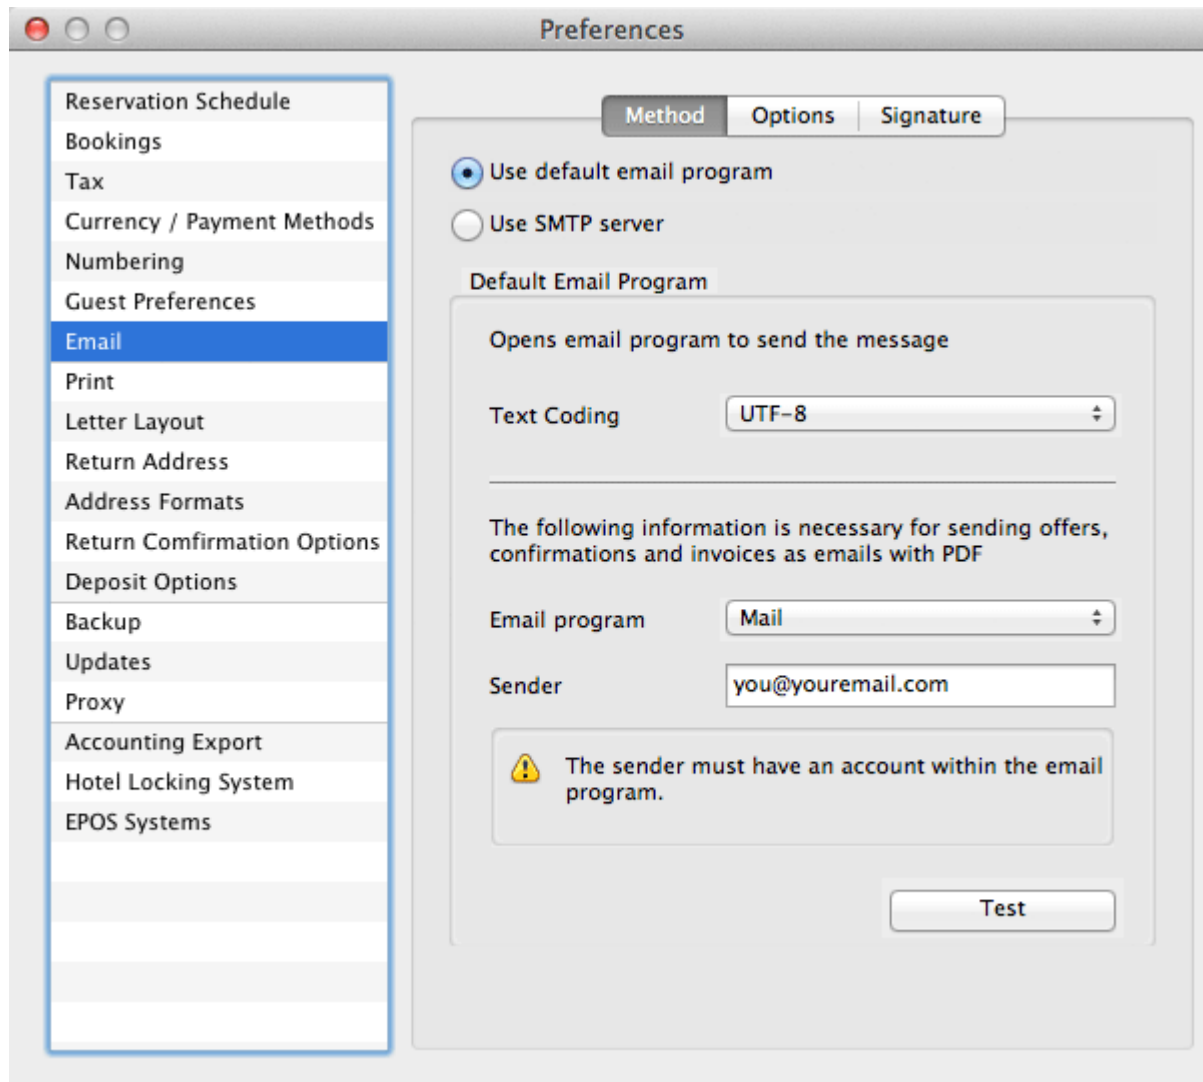 Preferences
Reservation Schedule
Bookings
Tax
Currency / Payment Methods
Numbering
Guest Preferences
Email
Print
Letter Layout
Return Address
Address Formats
Return Comfirmation Options
Deposit Options
Backup
Updates
Proxy
Accounting Export
Hotel Locking System
EPOS Systems
Method Options Signature
Use default email program
Use SMTP server
Default Email Program
Opens email program to send the message
Text Coding UTF-8
The following information is necessary for sending offers,
confirmations and invoices as emails with PDF
Email program Mail
Sender you@youremail.com
The sender must have an account within the email
program.
Test